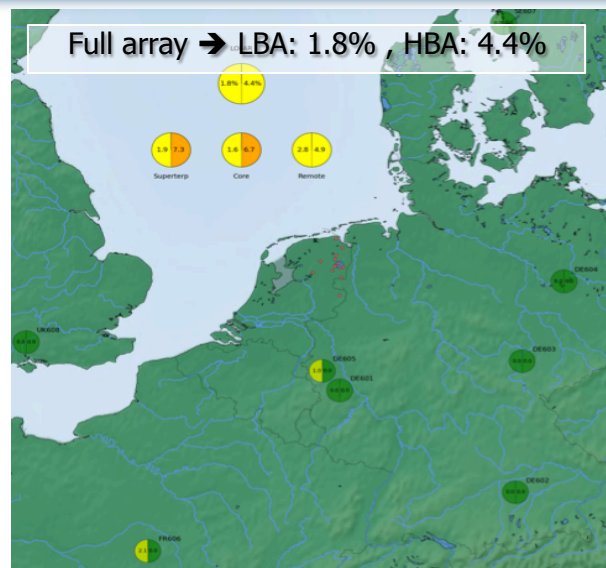 SE607
Full array ➔ LBA: 1.8% , HBA: 4.4%
1.8% 4.4%
1.9 7.3
1.6 6.7
2.8 4.9
Superterp
Core
Remote
DE604
UK608
DE603
DE605
DE601
DE602
FR606